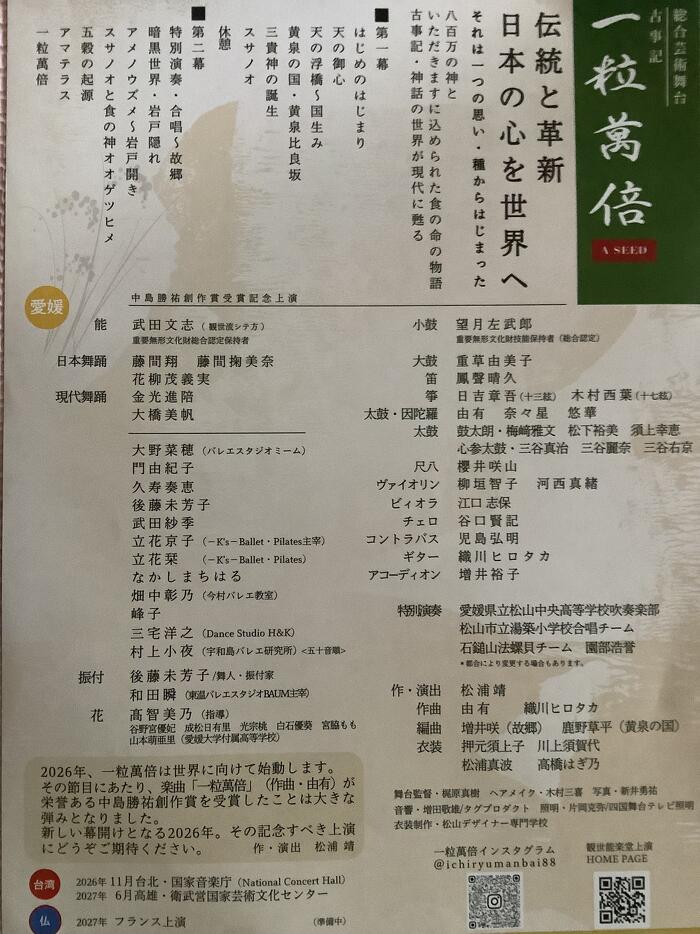 総合芸術舞台
古事記
一粒萬倍
A SEED
伝統と革新
日本の心を世界へ
それは一つの思い・種からはじまった
八百万の神と
いただきますに込められた食の命の物語
古事記・神話の世界が現代に甦る
■第一幕
はじめのはじまり
天の御心
天の浮橋～国生み
黄泉の国・黄泉比良坂
三貴神の誕生
スサノオ
休憩
■第二幕
特別演奏・合唱～故郷
暗黒世界・岩戸隠れ
アメノウズメ～岩戸開き
スサノオと食の神オオゲツヒメ
五穀の起源
アマテラス
一粒萬倍
中島勝祐創作賞受賞記念上演
愛媛
能 武田文志(観世流シテ方)
重要無形文化財総合認定保持者
日本舞踊 藤間翔 藤間掬美奈
花柳茂義実
現代舞踊 金光進陪
大橋美帆
大野菜穂(バレエスタジオミーム)
門由紀子
久寿奏恵
後藤未芳子
武田紗季
立花京子(−K's−Ballet・Pilates主宰)
立花栞(−K's−Ballet・Pilates)
なかしまちはる
畑中彰乃(今村バレエ教室)
峰子
三宅洋之(Dance Studio H&K)
村上小夜(宇和島バレエ研究所)<五十音順>
振付 後藤未芳子/舞人・振付家
和田瞬(東温バレエスタジオBAUM主宰)
花 髙智美乃(指導)
谷野宮優妃 成松日有里 光宗桃 白石優葵 宮脇もも
山本萌亜里(愛媛大学付属高等学校)
小鼓 望月左武郎
重要無形文化財技能保持者(総合認定)
大鼓 重草由美子
笛 鳳聲晴久
箏 日吉章吾(十三絃) 木村西葉(十七絃)
太鼓・因陀羅 由有 奈々星 悠華
太鼓 鼓太朗・梅崎雅文 松下裕美 須上幸恵
心参太鼓・三谷真治 三谷麗奈 三谷右京
尺八 櫻井咲山
ヴァイオリン 柳垣智子 河西真緒
ビィオラ 江口志保
チェロ 谷口賢記
コントラバス 児島弘明
ギター 織川ヒロタカ
アコーディオン 増井裕子
特別演奏 愛媛県立松山中央高等学校吹奏楽部
松山市立湯築小学校合唱チーム
石鎚山法螺貝チーム 園部浩誉
*都合により変更する場合もあります。
作・演出 松浦靖
作曲 由有 織川ヒロタカ
編曲 増井咲(故郷) 鹿野草平(黄泉の国)
衣装 押元須上子 川上須賀代
松浦真波 高橋はぎ乃
舞台監督・梶原真樹 ヘアメイク・木村三喜 写真・新井勇祐
音響・増田敬雄/タグプロダクト 照明・片岡克弥/四国舞台テレビ照明
衣装制作・松山デザイナー専門学校
2026年、一粒萬倍は世界に向けて始動します。
その節目にあたり、楽曲「一粒萬倍」(作曲・由有)が
栄誉ある中島勝祐創作賞を受賞したことは大きな
弾みとなりました。
新しい幕開けとなる2026年。その記念すべき上演
にどうぞご期待ください。 作・演出 松浦 靖
台湾 2026年 11月台北・国家音楽庁(National Concert Hall)
2027年 6月高雄・衛武営国家芸術文化センター
仏 2027年 フランス上演 (準備中)
一粒萬倍インスタグラム
@ichiryumanbai88
観世能楽堂上演
HOME PAGE